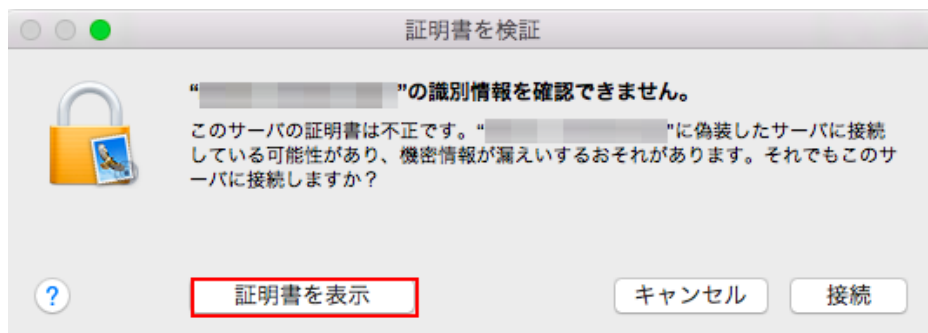 証明書を検証
“ ”の識別情報を確認できません。
このサーバの証明書は不正です。“ ”に偽装したサーバに接続
している可能性があり、機密情報が漏えいするおそれがあります。それでもこのサ
ーバに接続しますか？
? 証明書を表示 キャンセル 接続